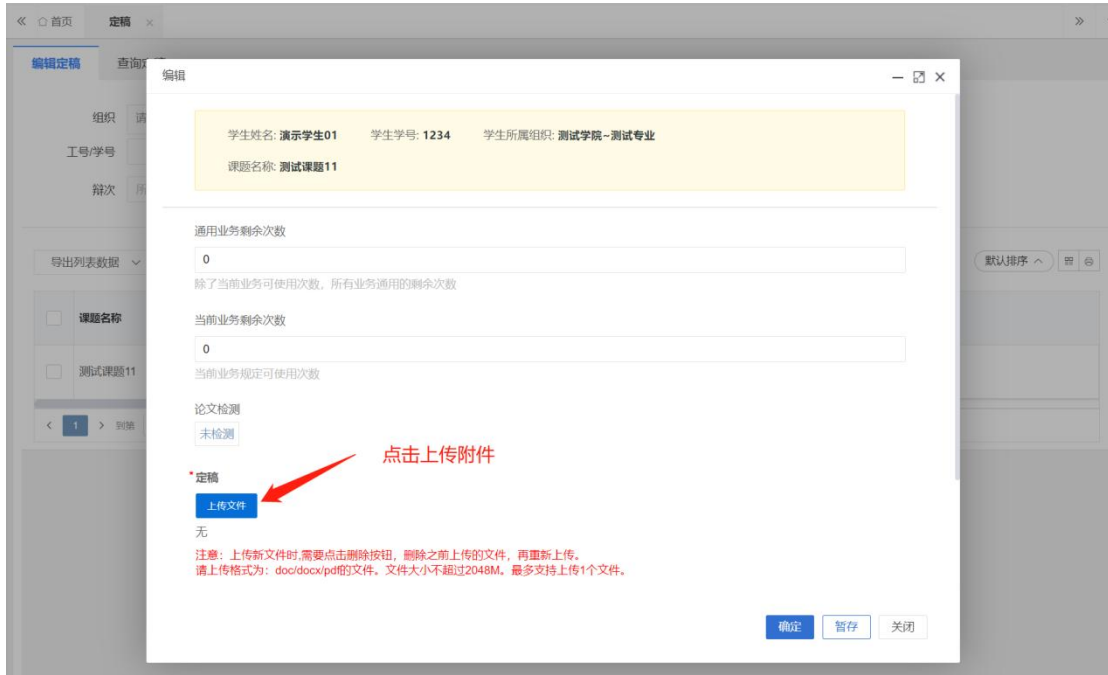 首页 定稿
编辑定稿 查询
编辑
组织 请
工号/学号
辩次 所
学生姓名: 演示学生01 学生学号: 1234 学生所属组织: 测试学院~测试专业
课题名称: 测试课题11
通用业务剩余次数
0
除了当前业务可使用次数，所有业务通用的剩余次数
导出列表数据 默认排序
当前业务剩余次数
课题名称
0
测试课题11
当前业务规定可使用次数
论文检测
1 到第
未检测
点击上传附件
*定稿
上传文件
无
注意：上传新文件时,需要点击删除按钮，删除之前上传的文件，再重新上传。
请上传格式为：doc/docx/pdf的文件。文件大小不超过2048M。最多支持上传1个文件。
确定 暂存 关闭